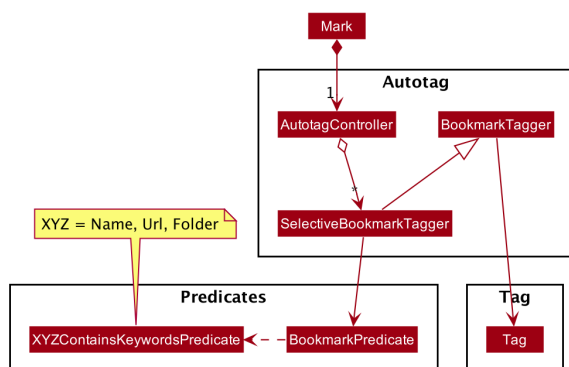 Mark
Autotag
1
AutotagController
BookmarkTagger
*
SelectiveBookmarkTagger
XYZ = Name, Url, Folder
Predicates
Tag
XYZContainsKeywordsPredicate
BookmarkPredicate
Tag